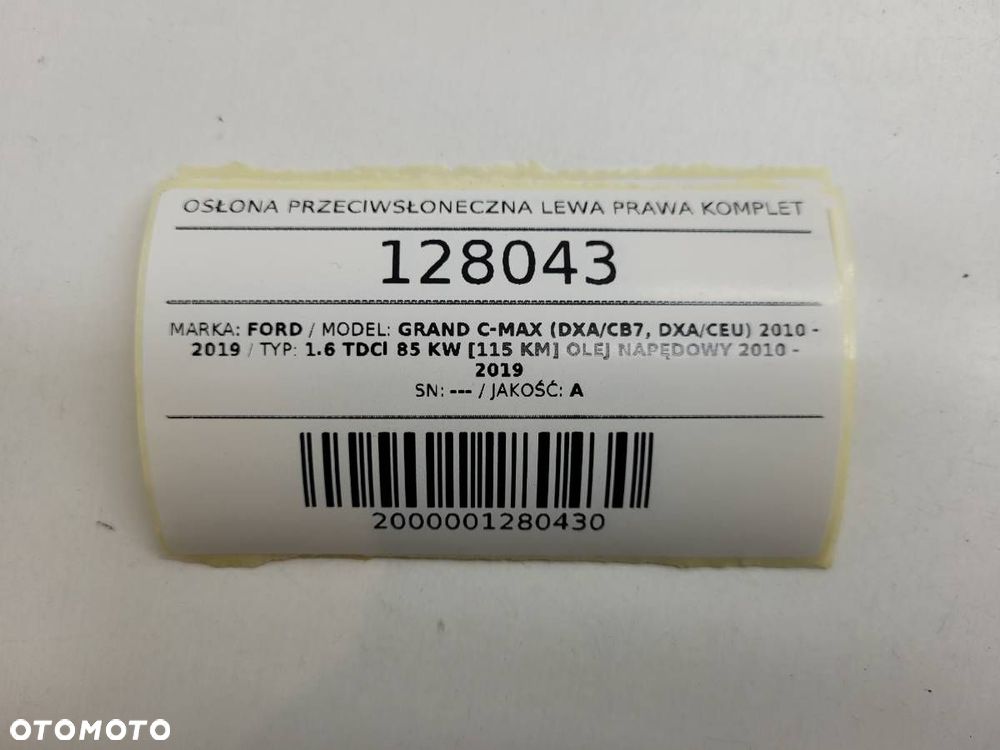 OSŁONA PRZECIWSŁONECZNA LEWA PRAWA KOMPLET
128043
MARKA: FORD / MODEL: GRAND C-MAX (DXA/CB7, DXA/CEU) 2010 -
2019 / TYP: 1.6 TDCI 85 KW [115 KM] OLEJ NAPĘDOWY 2010 -
2019
SN: --- / JAKOŚĆ: A
2000001280430
OTOMOTO